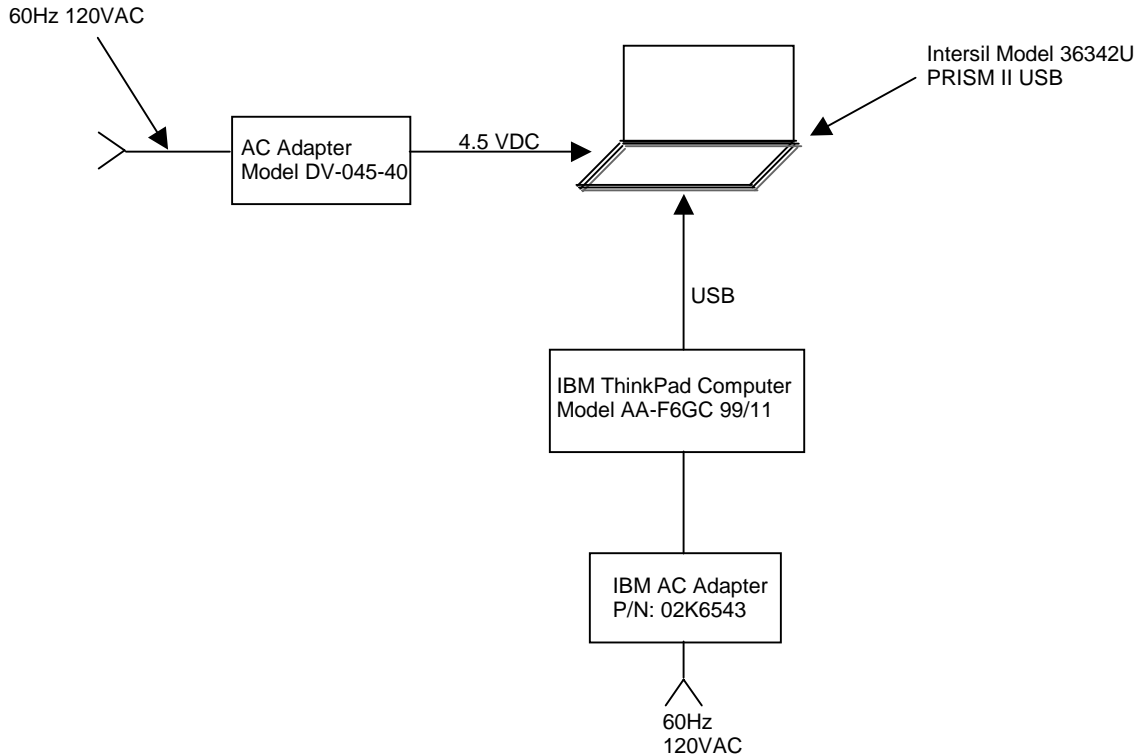 60Hz 120VAC
Intersil Model 36342U
PRISM II USB
AC Adapter
Model DV-045-40
4.5 VDC
USB
IBM ThinkPad Computer
Model AA-F6GC 99/11
IBM AC Adapter
P/N: 02K6543
60Hz
120VAC